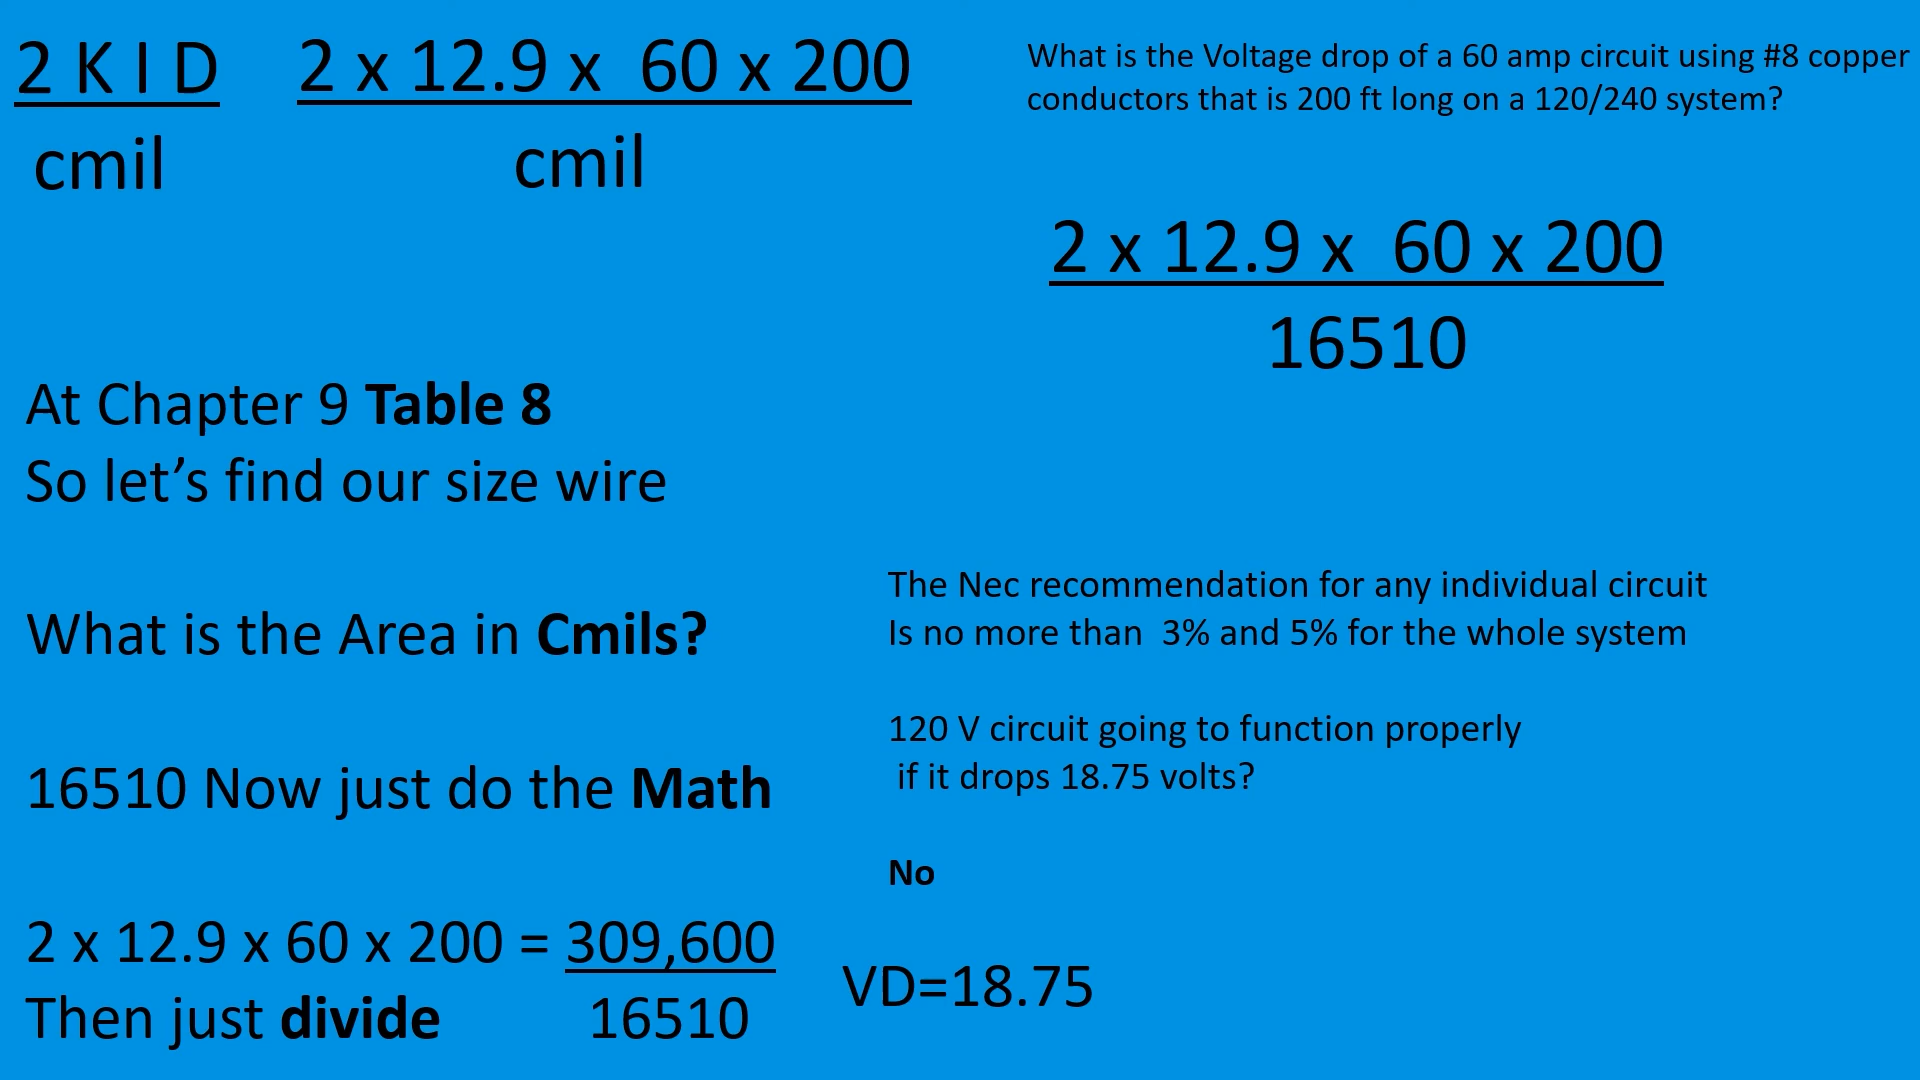 2 K I D
cmil
2 x 12.9 x 60 x 200
cmil
What is the Voltage drop of a 60 amp circuit using #8 copper
conductors that is 200 ft long on a 120/240 system?
2 x 12.9 x 60 x 200
16510
At Chapter 9 Table 8
So let’s find our size wire
What is the Area in Cmils?
16510 Now just do the Math
2 x 12.9 x 60 x 200 = 309,600
Then just divide 16510
The Nec recommendation for any individual circuit
Is no more than 3% and 5% for the whole system
120 V circuit going to function properly
if it drops 18.75 volts?
No
VD=18.75